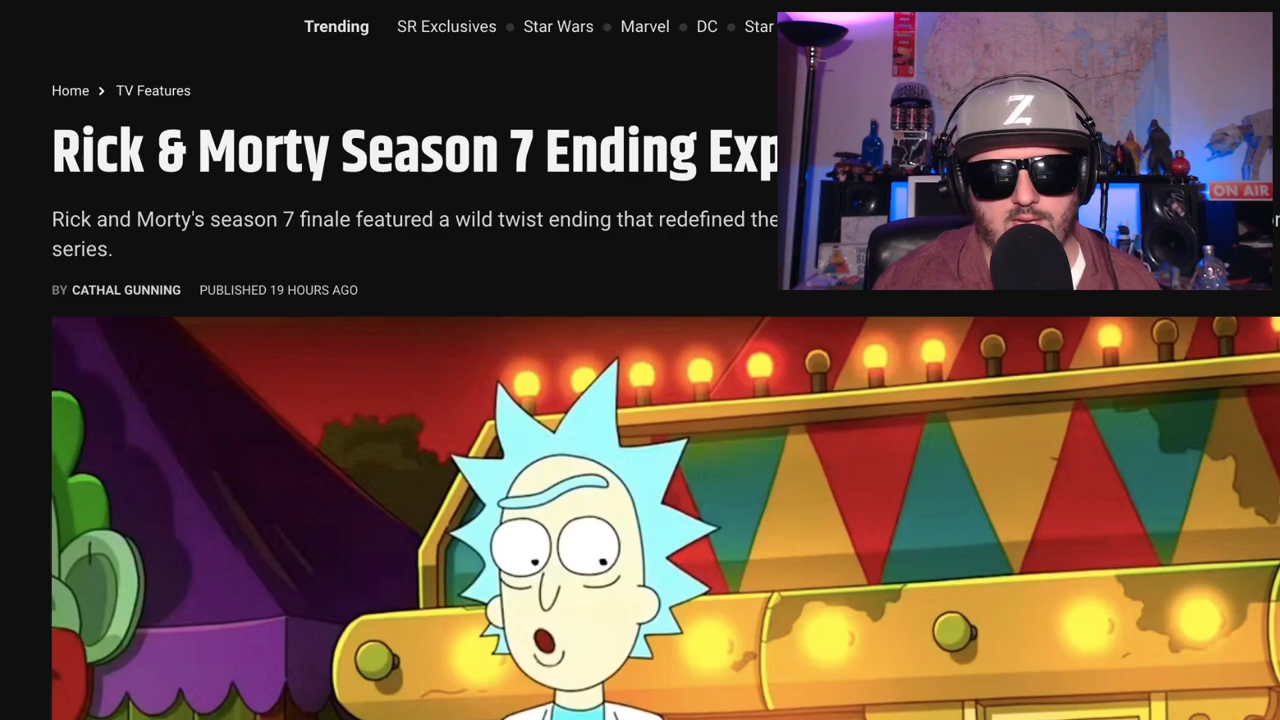 Trending SR Exclusives Star Wars Marvel DC Star
Home TV Features
Rick & Morty Season 7 Ending Exp
Rick and Morty's season 7 finale featured a wild twist ending that redefined the
series.
BY CATHAL GUNNING PUBLISHED 19 HOURS AGO
Z
ON AIR